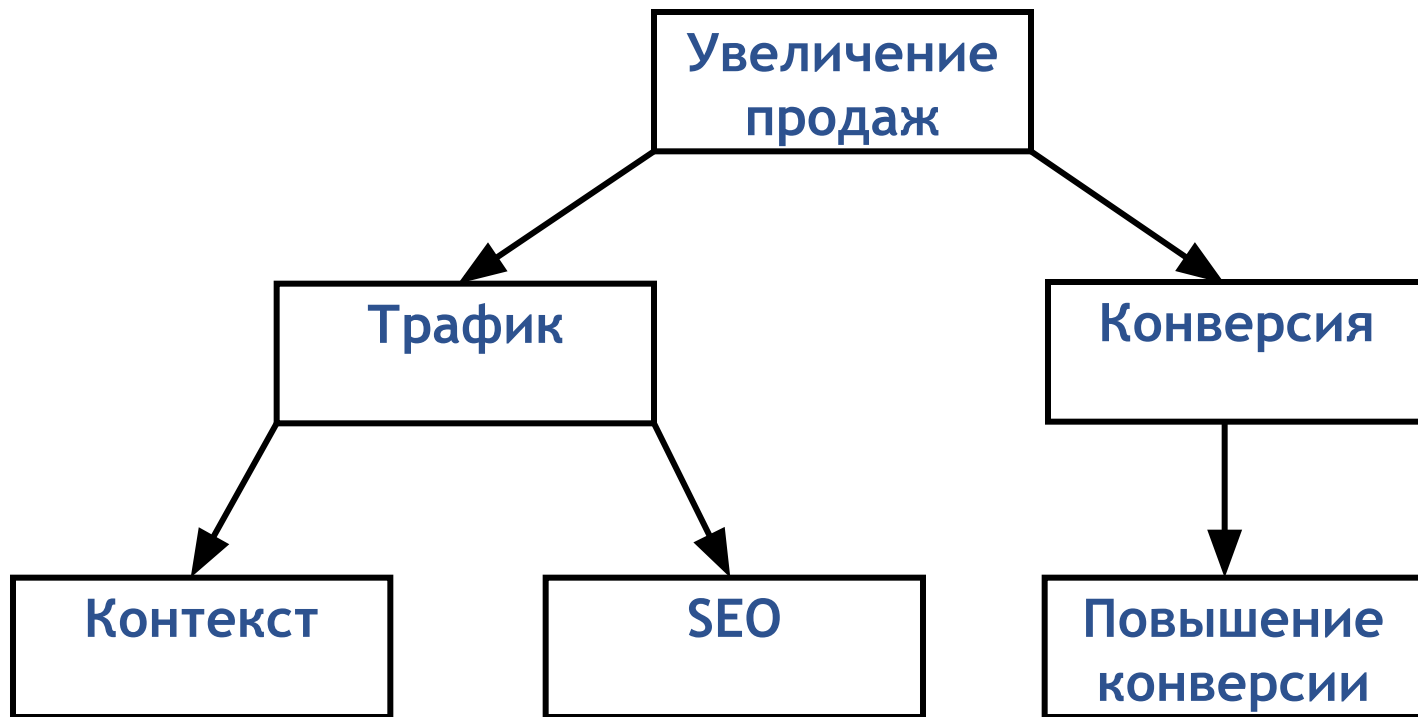 Увеличение
продаж
Трафик
Конверсия
Контекст
SEO
Повышение
конверсии